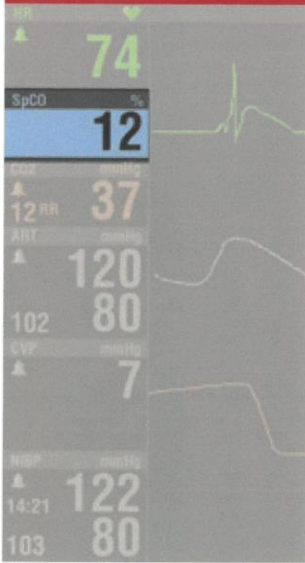 HR
74
SpCO %
12
CO2 mmHg
12 RR 37
ART mmHg
120
102 80
CVP mmHg
7
NIBP mmHg
14:21 122
103 80